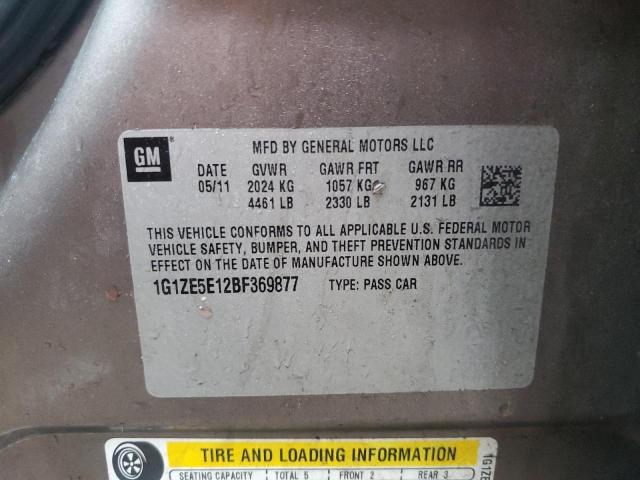 GM
MFD BY GENERAL MOTORS LLC
DATE GVWR GAWR FRT GAWR RR
05/11 2024 KG 1057 KG 967 KG
4461 LB 2330 LB 2131 LB
THIS VEHICLE CONFORMS TO ALL APPLICABLE U.S. FEDERAL MOTOR
VEHICLE SAFETY, BUMPER, AND THEFT PREVENTION STANDARDS IN
EFFECT ON THE DATE OF MANUFACTURE SHOWN ABOVE.
1G1ZE5E12BF369877 TYPE: PASS CAR
TIRE AND LOADING INFORMATION
SEATING CAPACITY TOTAL 5 FRONT 2 REAR 3
1G1ZE